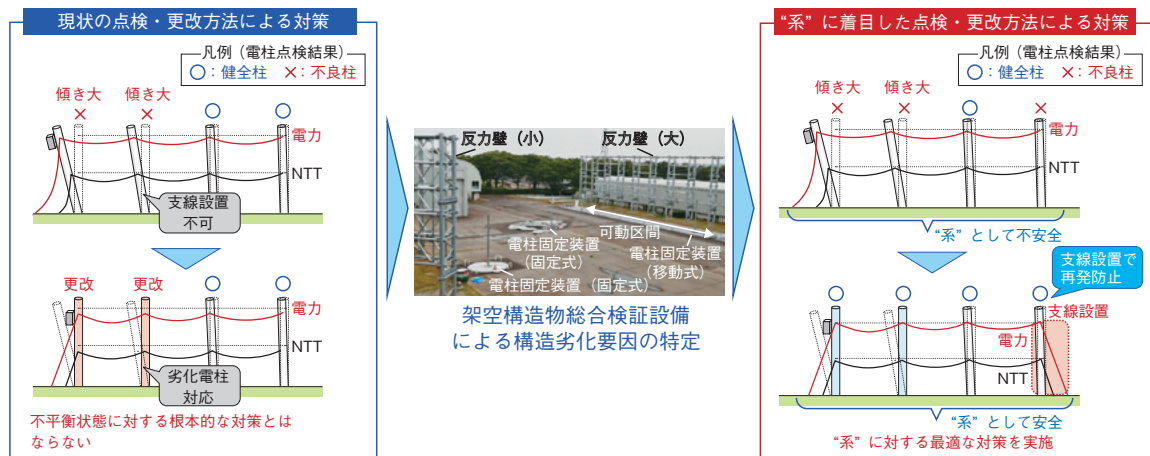 現状の点検・更改方法による対策
凡例（電柱点検結果）
○：健全柱 ×：不良柱
傾き大 傾き大
×
×
○
○
電力
NTT
支線設置
不可
更改 更改
○
○
電力
NTT
劣化電柱
対応
不平衡状態に対する根本的な対策とは
ならない
反力壁（小）
反力壁（大）
可動区間
電柱固定装置
（固定式）
電柱固定装置
（移動式）
電柱固定装置（固定式）
架空構造物総合検証設備
による構造劣化要因の特定
“系”に着目した点検・更改方法による対策
凡例（電柱点検結果）
○：健全柱 ×：不良柱
傾き大 傾き大
×
×
○
×
電力
NTT
“系”として不安全
支線設置で
再発防止
○
○
○
○
支線設置
電力
NTT
“系”として安全
“系”に対する最適な対策を実施